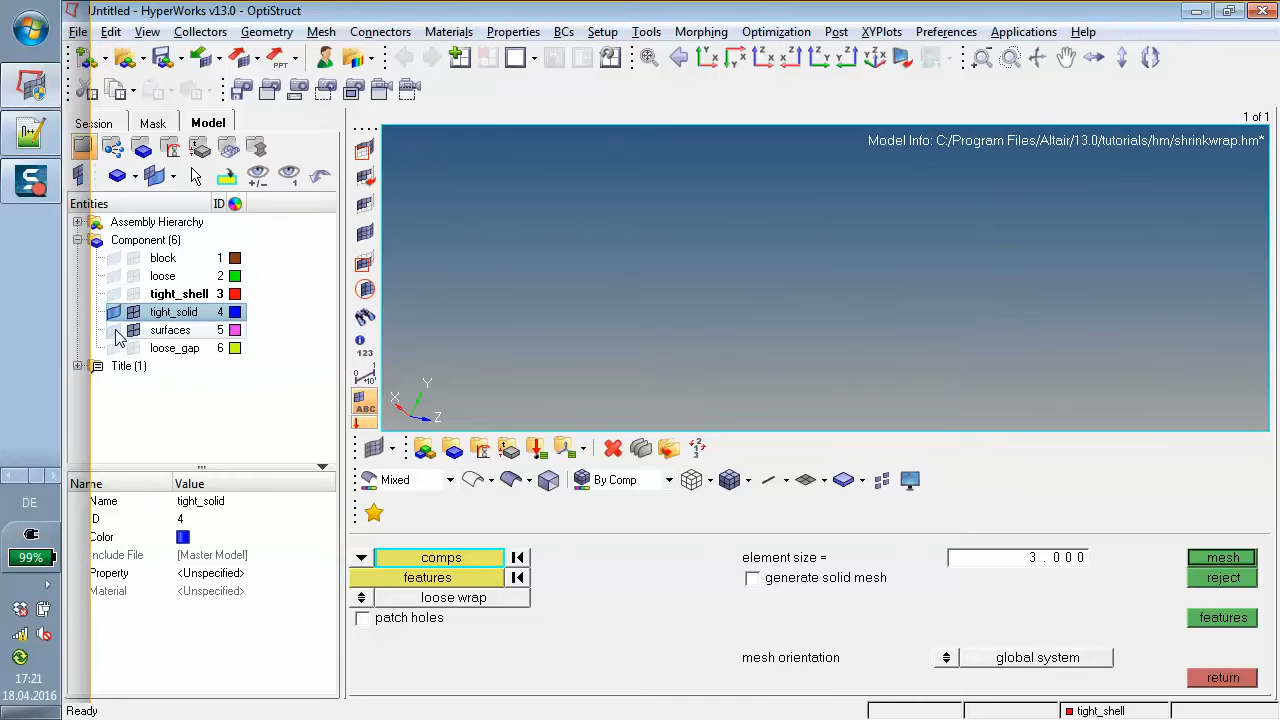 Untitled - HyperWorks v13.0 - OptiStruct
File Edit View Collectors Geometry Mesh Connectors Materials Properties BCs Setup Tools Morphing Optimization Post XYPlots Preferences Applications Help
Session Mask Model
1 of 1
Model Info: C:/Program Files/Altair/13.0/tutorials/hm/shrinkwrap.hm*
Entities ID
Assembly Hierarchy
Component (6)
block 1
loose 2
tight_shell 3
tight_solid 4
surfaces 5
loose_gap 6
Title (1)
123
ABC
Y
X
Z
Name Value
Name tight_solid
ID 4
Color
Include File [Master Model]
Property <Unspecified>
Material <Unspecified>
Mixed
By Comp
comps
features
loose wrap
patch holes
element size = 3.000
generate solid mesh
mesh orientation
global system
mesh
reject
features
return
DE
99%
17:21
18.04.2016
Ready
tight_shell